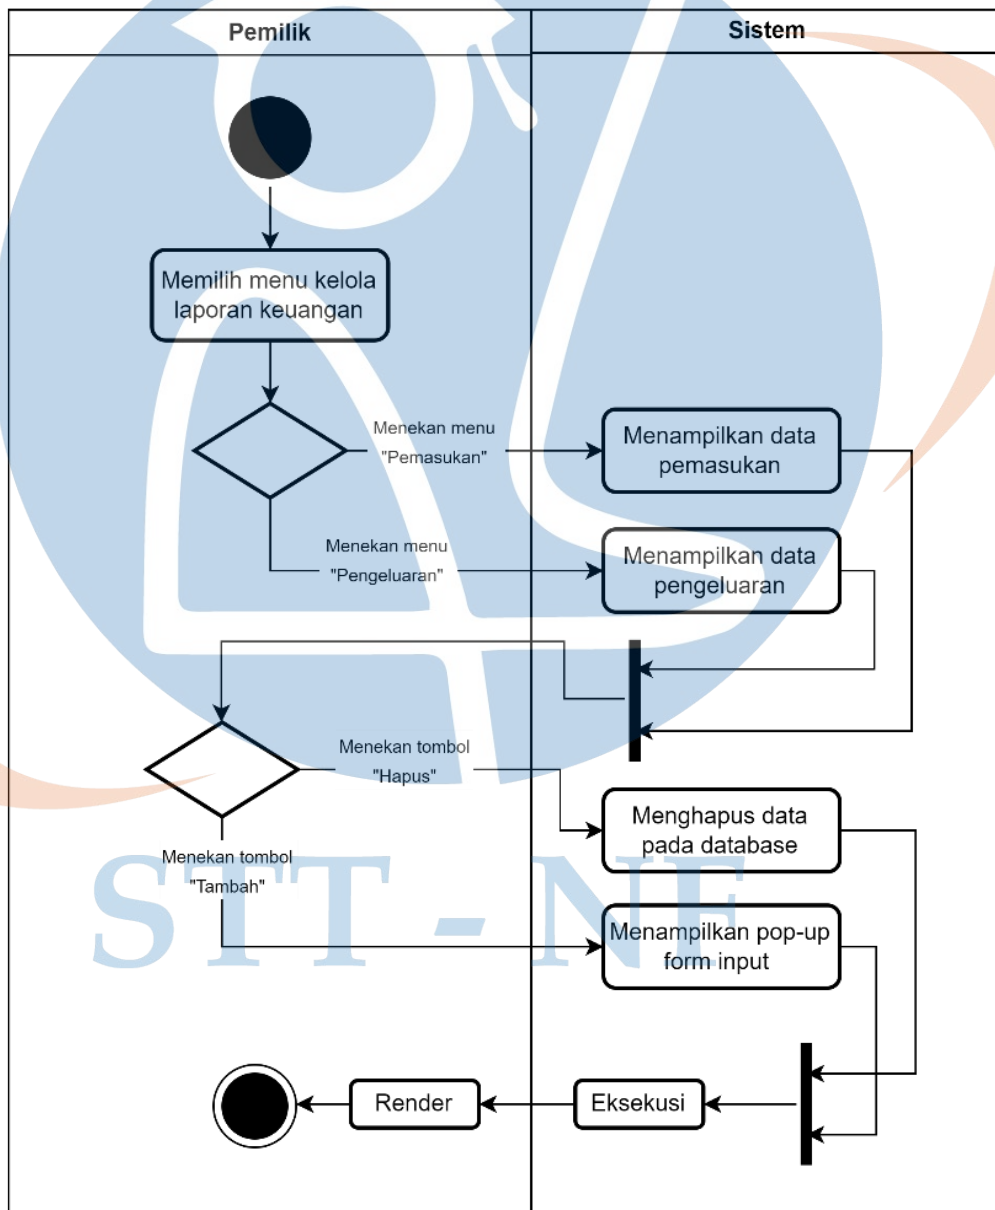 Pemilik
Sistem
Memilih menu kelola
laporan keuangan
Menekan menu
"Pemasukan"
Menampilkan data
pemasukan
Menekan menu
"Pengeluaran"
Menampilkan data
pengeluaran
Menekan tombol
"Hapus"
Menghapus data
pada database
Menekan tombol
"Tambah"
STT - NF
Menampilkan pop-up
form input
Render
Eksekusi